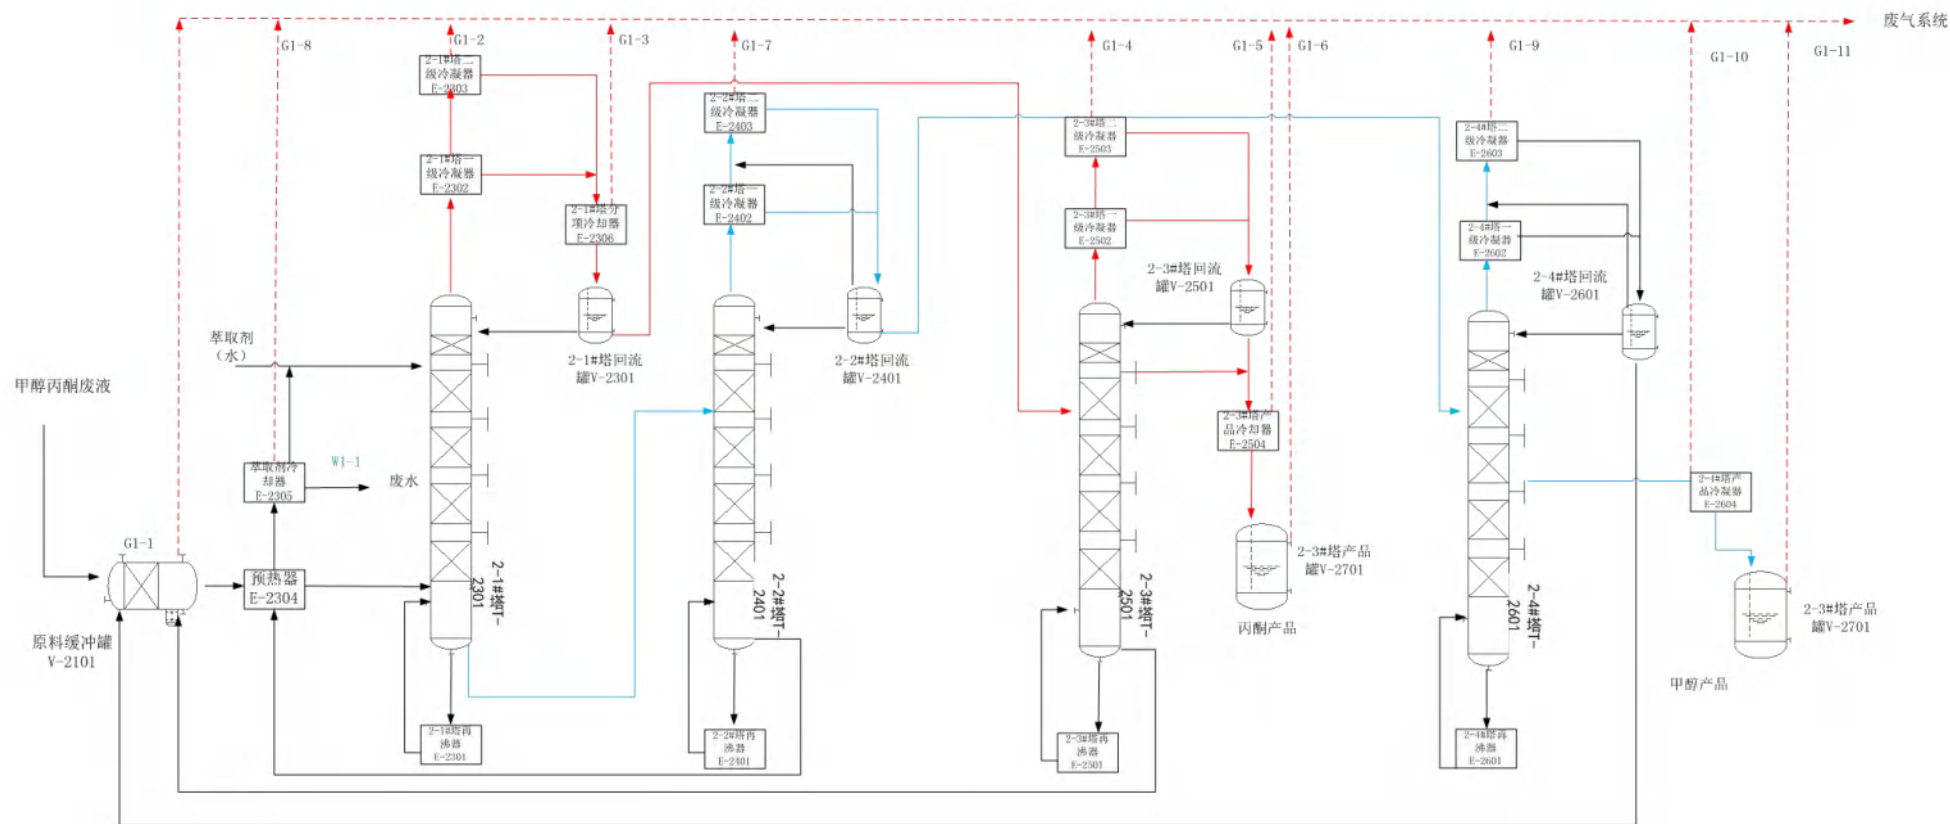 废气系统
G1-8
G1-2
G1-3
G1-7
G1-4
G1-5
G1-6
G1-9
G1-10
G1-11
2-1#塔二
级冷凝器
E-2303
2-2#塔二
级冷凝器
E-2403
2-3#塔二
级冷凝器
E-2503
2-4#塔二
级冷凝器
E-2603
2-1#塔一
级冷凝器
E-2302
2-2#塔一
级冷凝器
E-2402
2-1#塔分
项冷却器
E-2306
2-3#塔一
级冷凝器
E-2502
2-4#塔一
级冷凝器
E-2602
2-3#塔回流
罐V-2501
2-4#塔回流
罐V-2601
萃取剂
（水）
2-1#塔回流
罐V-2301
2-2#塔回流
罐V-2401
甲醇丙酮废液
2-3#塔产
品冷却器
E-2504
W1-1
萃取剂冷
却器
E-2305
废水
2-4#塔产
品冷凝器
E-2604
G1-1
预热器
E-2304
2-1#塔T-
2301
2-2#塔T-
2401
2-3#塔T-
2501
2-4#塔T-
2601
2-3#塔产品
罐V-2701
丙酮产品
2-3#塔产品
罐V-2701
原料缓冲罐
V-2101
甲醇产品
2-1#塔再
沸器
E-2301
2-2#塔再
沸器
E-2401
2-3#塔再
沸器
E-2501
2-4#塔再
沸器
E-2601